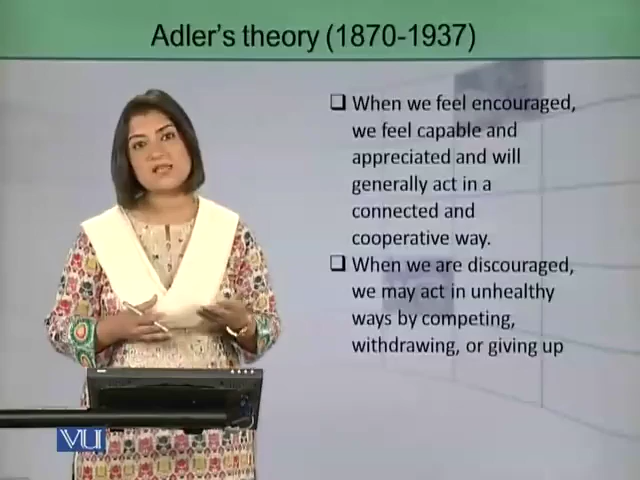 Adler's theory (1870-1937)
❑ When we feel encouraged,
we feel capable and
appreciated and will
generally act in a
connected and
cooperative way.
❑ When we are discouraged,
we may act in unhealthy
ways by competing,
withdrawing, or giving up
VU